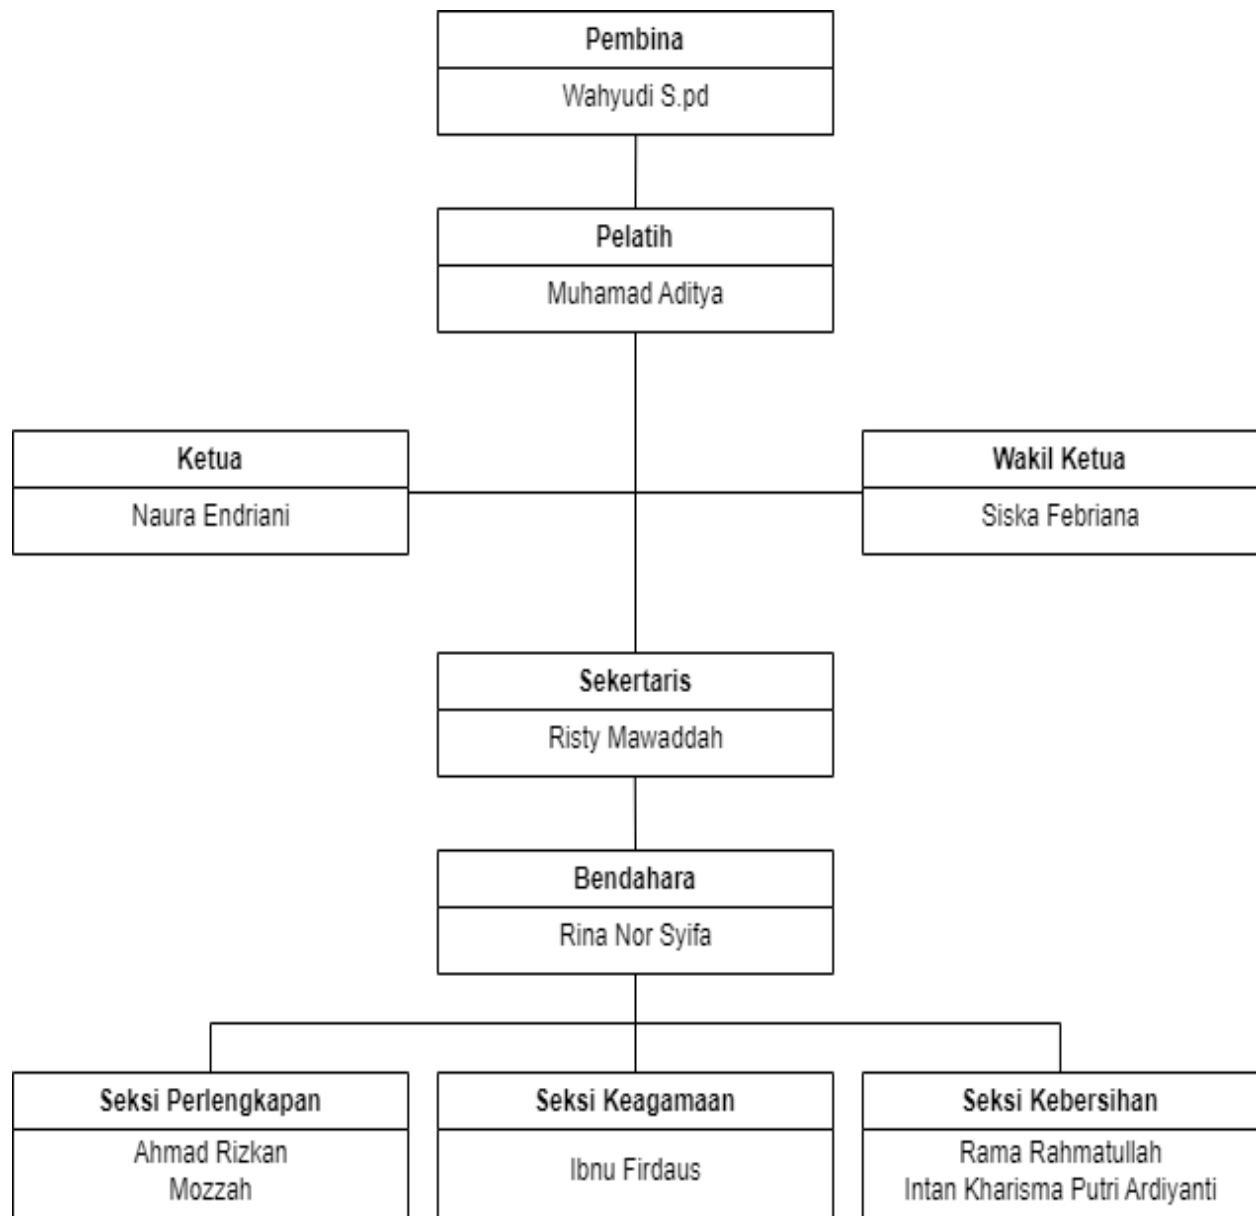 Pembina
Wahyudi S.pd
Pelatih
Muhamad Aditya
Ketua
Naura Endriani
Wakil Ketua
Siska Febriana
Sekertaris
Risty Mawaddah
Bendahara
Rina Nor Syifa
Seksi Perlengkapan
Ahmad Rizkan
Mozzah
Seksi Keagamaan
Ibnu Firdaus
Seksi Kebersihan
Rama Rahmatullah
Intan Kharisma Putri Ardiyanti